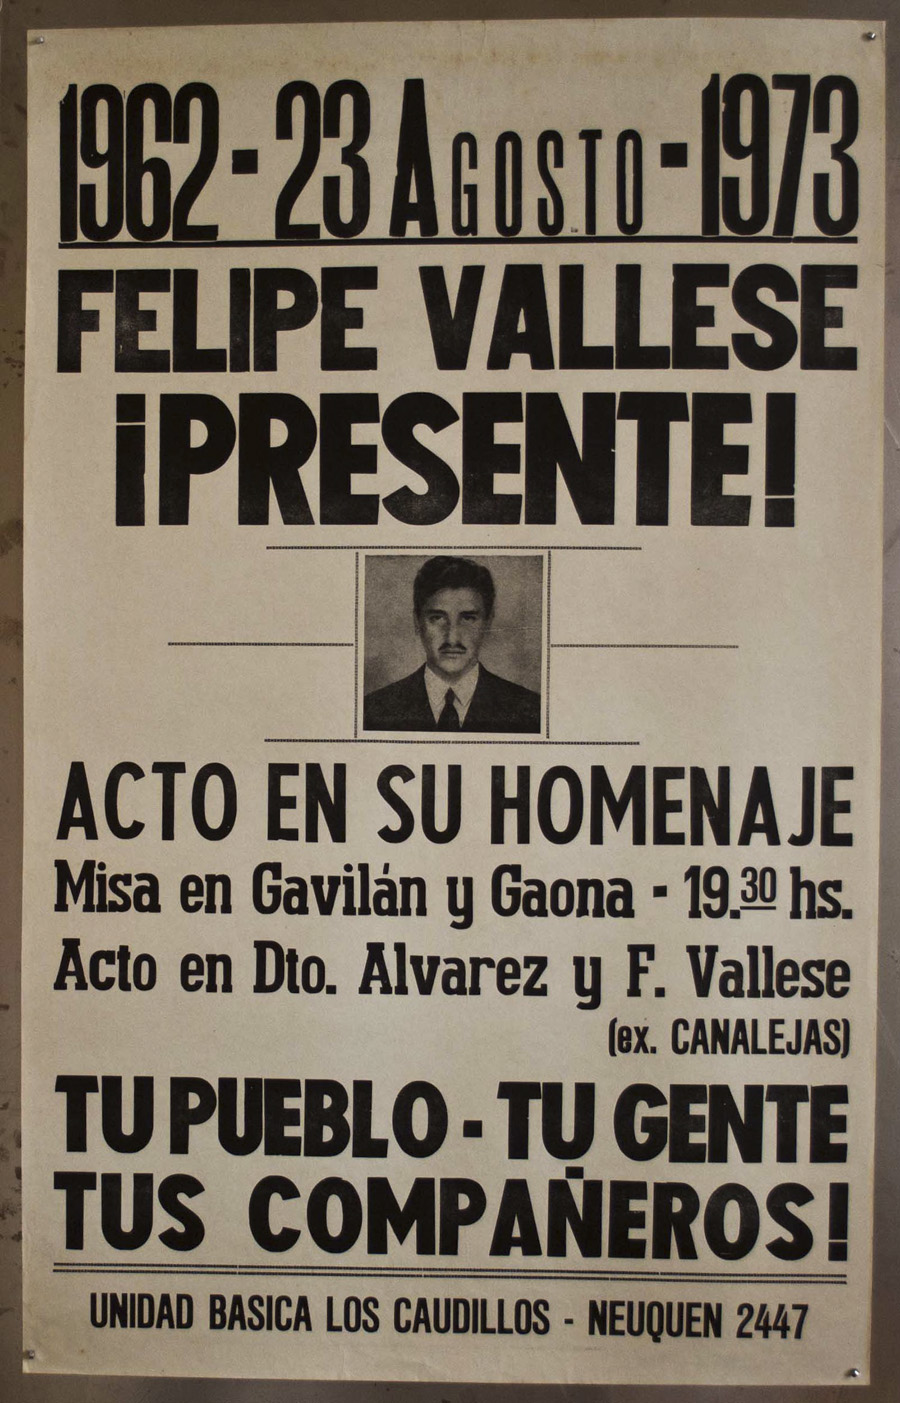 1962-23 AGOSTO-1973
FELIPE VALLESE
¡PRESENTE!
ACTO EN SU HOMENAJE
Misa en Gavilán y Gaona - 19.30 hs.
Acto en Dto. Alvarez y F. Vallese
(ex. CANALEJAS)
TU PUEBLO - TU GENTE
TUS COMPAÑEROS!
UNIDAD BASICA LOS CAUDILLOS - NEUQUEN 2447